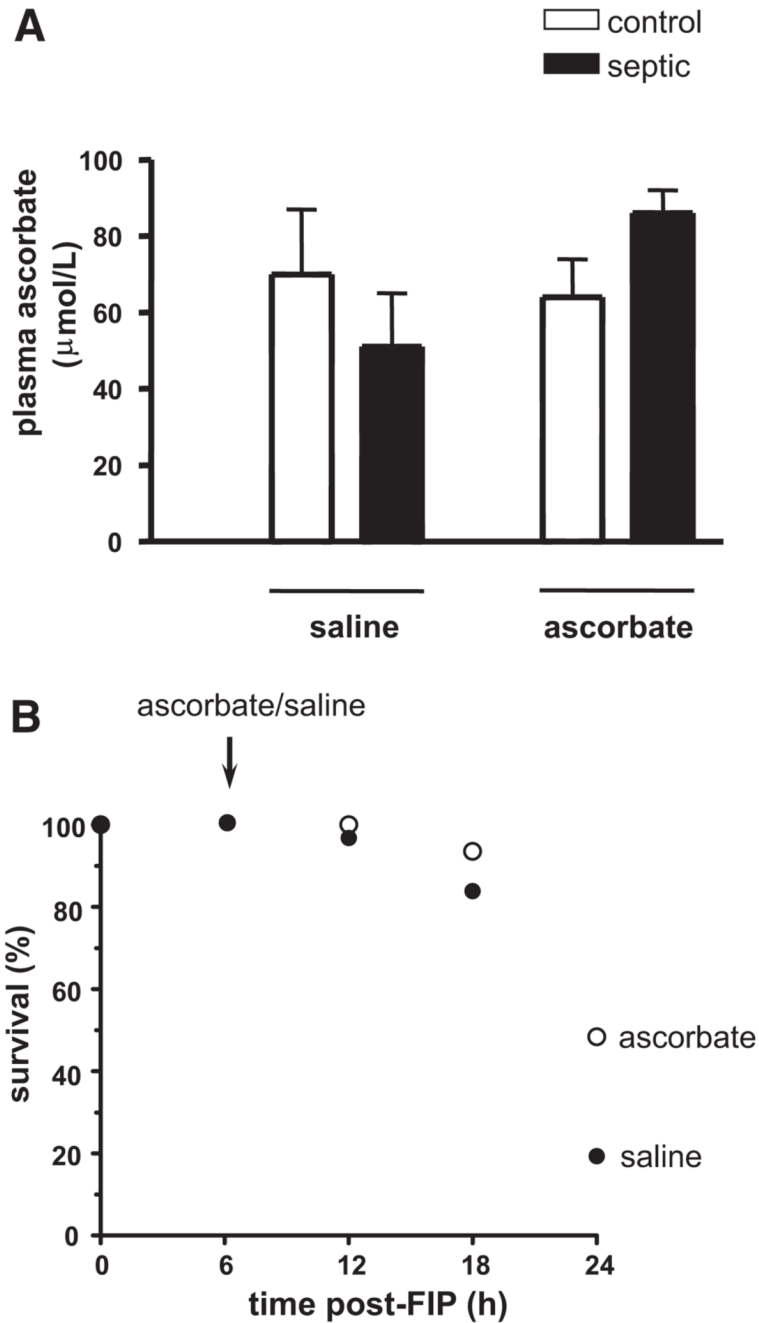 A
control
septic
plasma ascorbate
(μmol/L)
100
80
60
40
20
0
saline
ascorbate
B
ascorbate/saline
survival (%)
100
80
60
40
20
0
ascorbate
saline
0 6 12 18 24
time post-FIP (h)